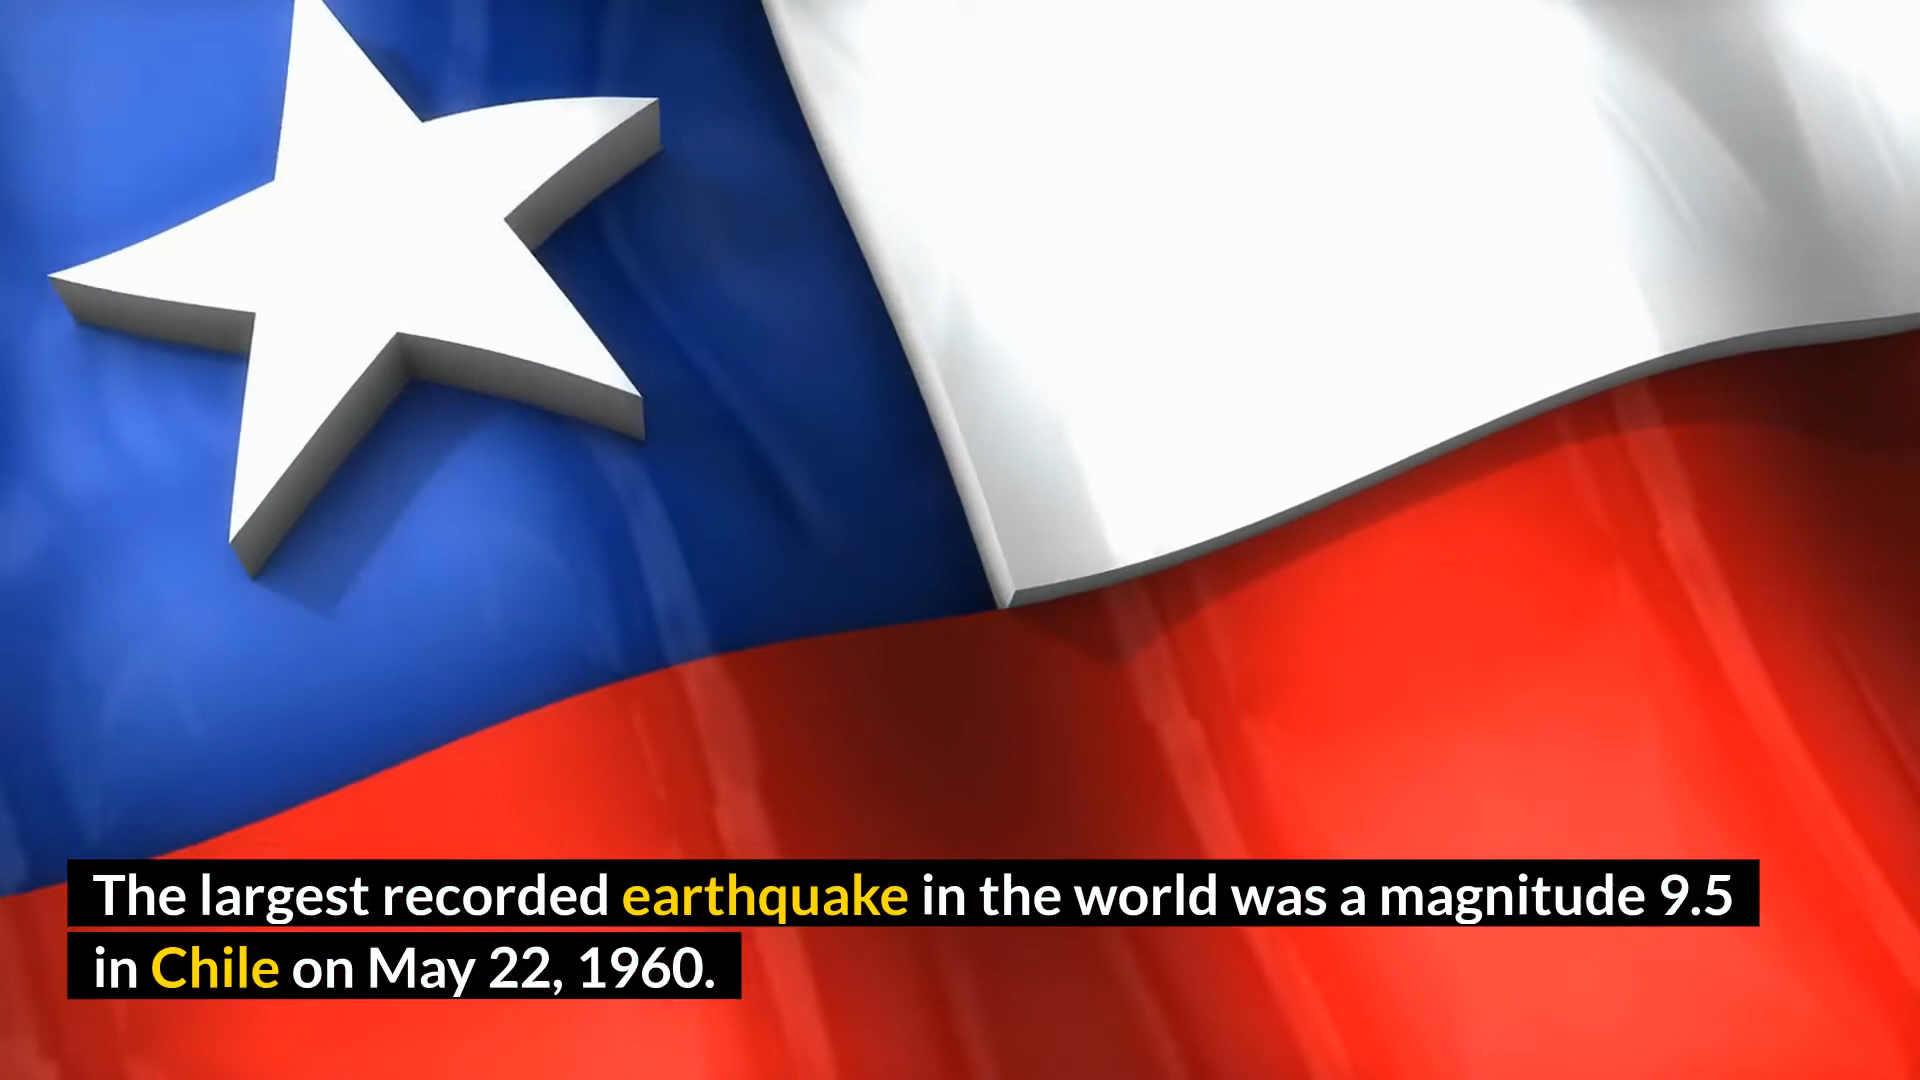 The largest recorded earthquake in the world was a magnitude 9.5
in Chile on May 22, 1960.